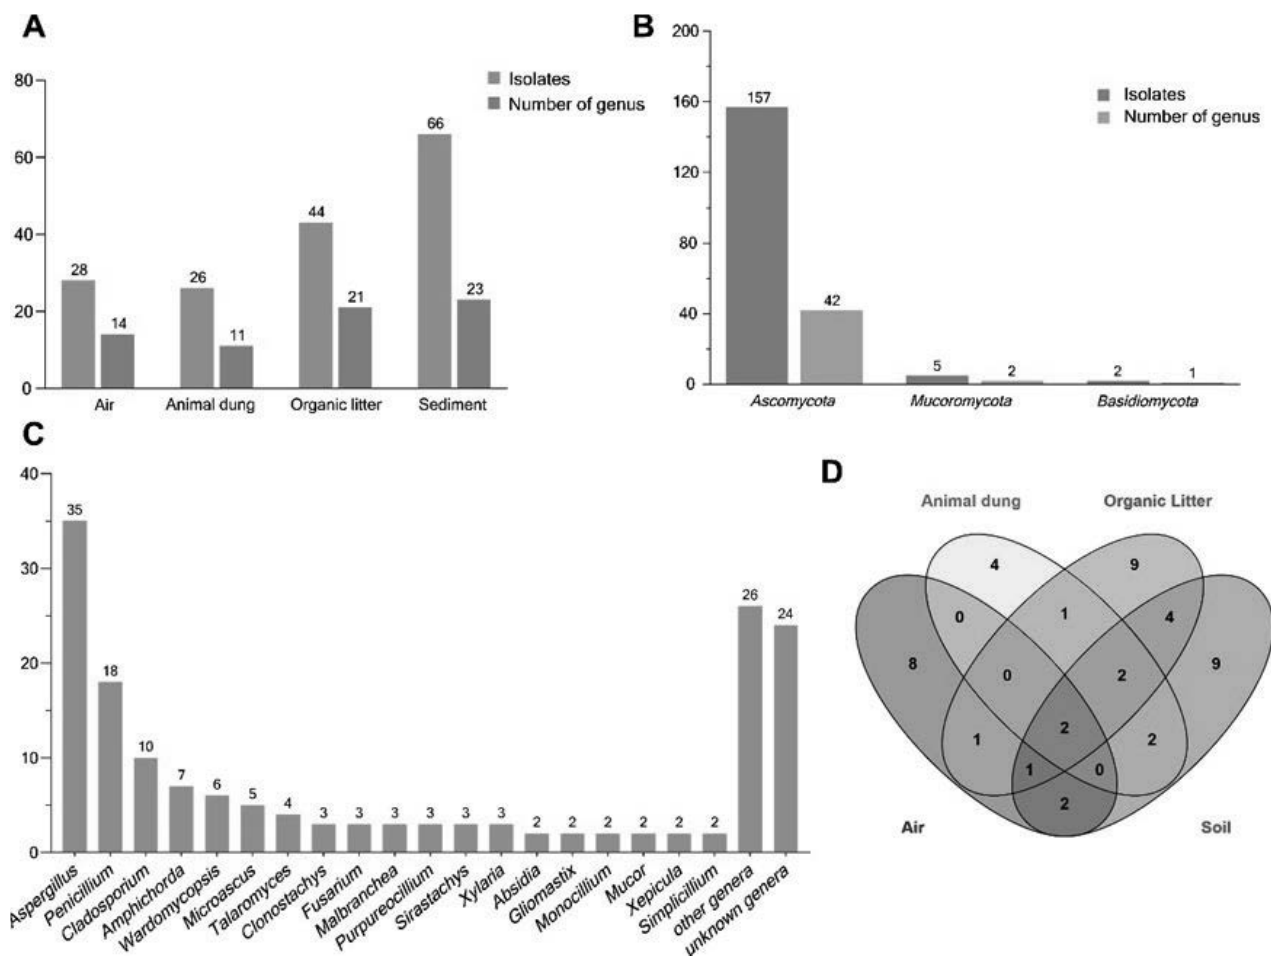 A
80
60
40
20
0
Isolates
Number of genus
28
14
26
11
44
21
66
23
Air
Animal dung
Organic litter
Sediment
B
200
160
120
80
40
0
Isolates
Number of genus
157
42
5
2
2
1
Ascomycota
Mucoromycota
Basidiomycota
C
40
30
20
10
0
35
18
10
7
6
5
4
3
3
3
3
3
3
2
2
2
2
2
2
26
24
Aspergillus
Penicillium
Cladosporium
Amphichorda
Wardomycopsis
Microascus
Talaromyces
Clonostachys
Fusarium
Malbranchea
Purpureocillium
Sirastachys
Xylaria
Absidia
Gliomastix
Monocillium
Mucor
Xepicula
Simplicillium
other genera
unknown genera
D
Animal dung
Organic Litter
4
9
0
1
4
8
0
2
9
2
1
2
1
0
2
Air
Soil